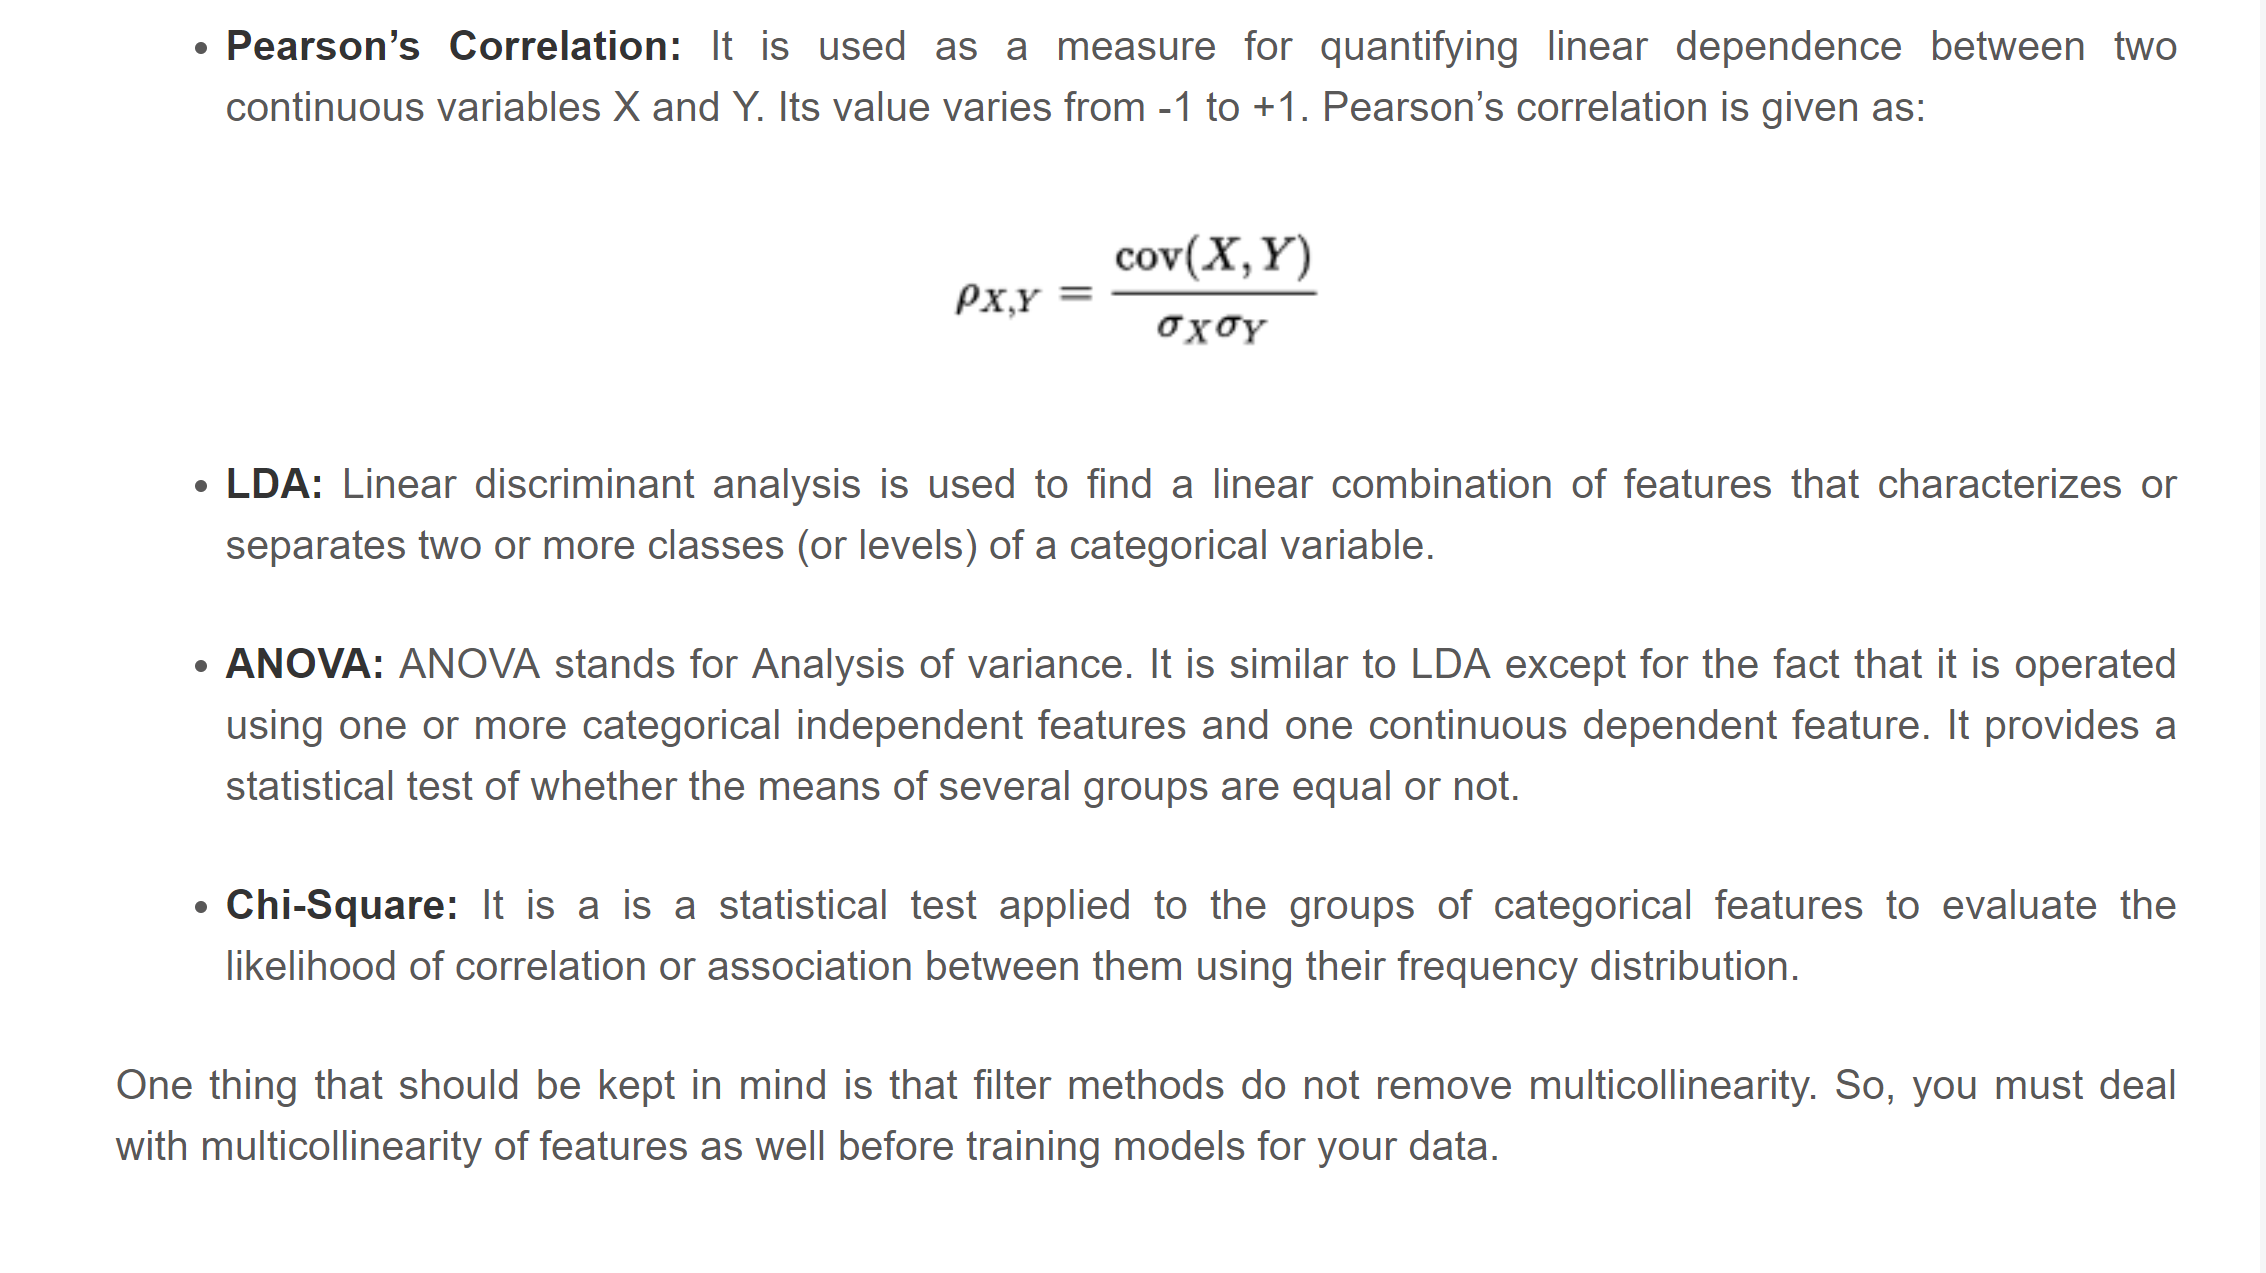 • Pearson’s Correlation: It is used as a measure for quantifying linear dependence between two
continuous variables X and Y. Its value varies from -1 to +1. Pearson’s correlation is given as:
ρX,Y = cov(X, Y) / σXσY
• LDA: Linear discriminant analysis is used to find a linear combination of features that characterizes or
separates two or more classes (or levels) of a categorical variable.
• ANOVA: ANOVA stands for Analysis of variance. It is similar to LDA except for the fact that it is operated
using one or more categorical independent features and one continuous dependent feature. It provides a
statistical test of whether the means of several groups are equal or not.
• Chi-Square: It is a is a statistical test applied to the groups of categorical features to evaluate the
likelihood of correlation or association between them using their frequency distribution.
One thing that should be kept in mind is that filter methods do not remove multicollinearity. So, you must deal
with multicollinearity of features as well before training models for your data.